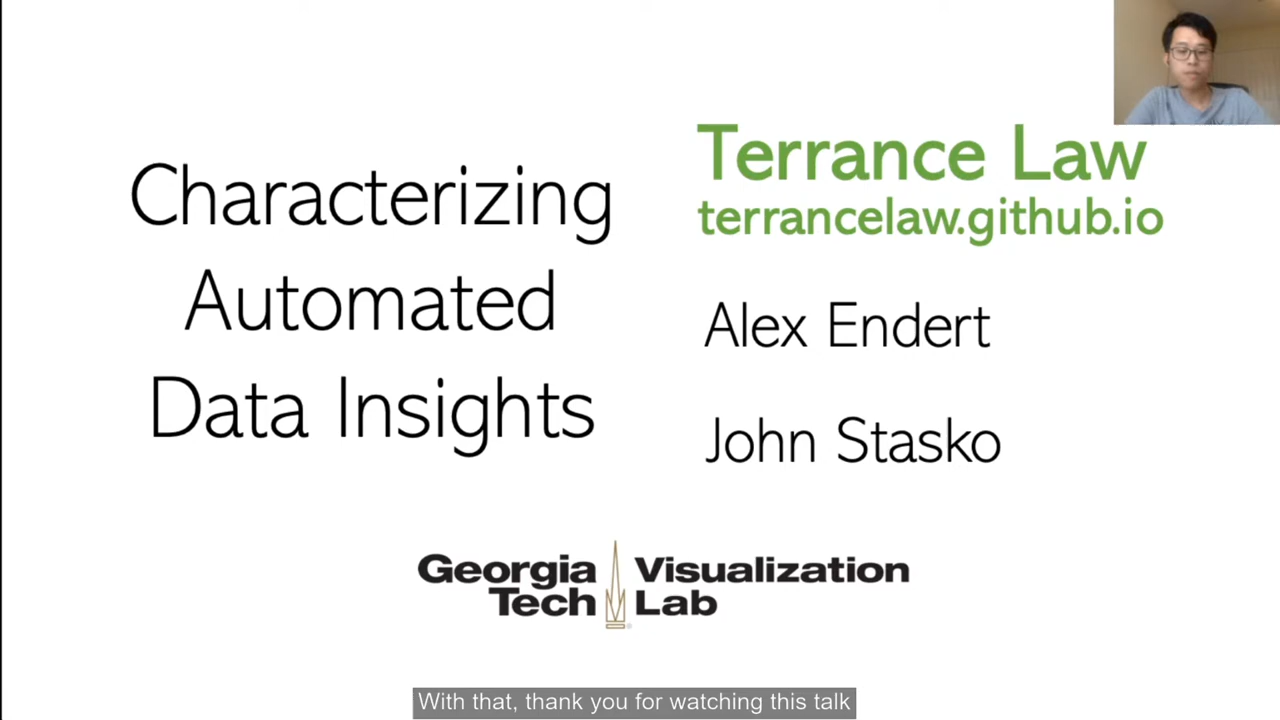 Characterizing
Automated
Data Insights
Terrance Law
terrancelaw.github.io
Alex Endert
John Stasko
Georgia Tech
Visualization Lab
With that, thank you for watching this talk